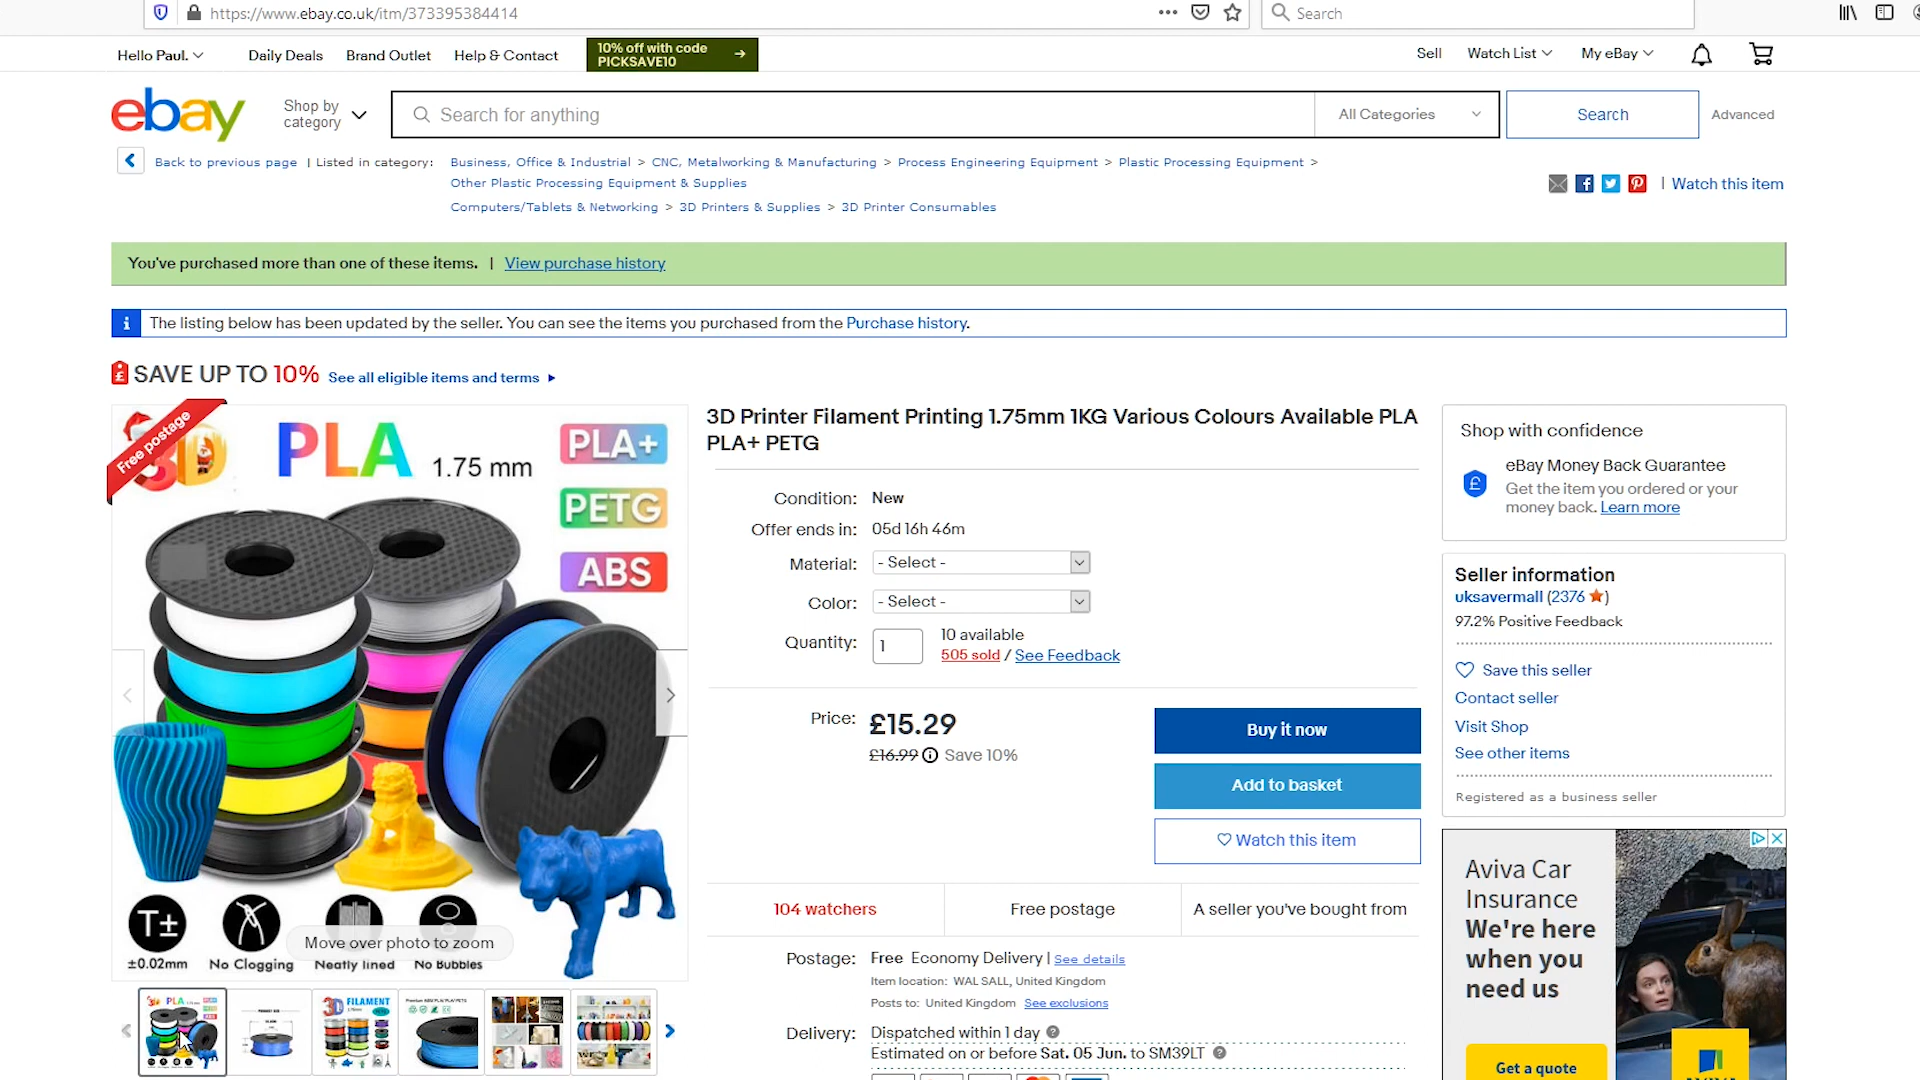 https://www.ebay.co.uk/itm/373395384414
Search
Hello Paul.
Daily Deals
Brand Outlet
Help & Contact
10% off with code
PICKSAVE10
Sell
Watch List
My eBay
ebay
Shop by
category
Search for anything
All Categories
Search
Advanced
Back to previous page | Listed in category:
Business, Office & Industrial > CNC, Metalworking & Manufacturing > Process Engineering Equipment > Plastic Processing Equipment >
Other Plastic Processing Equipment & Supplies
Computers/Tablets & Networking > 3D Printers & Supplies > 3D Printer Consumables
| Watch this item
You've purchased more than one of these items. | View purchase history
The listing below has been updated by the seller. You can see the items you purchased from the Purchase history.
SAVE UP TO 10% See all eligible items and terms
Free postage
3D
PLA
1.75 mm
PLA+
PETG
ABS
T±
±0.02mm
No Clogging
Neatly lined
No Bubbles
Move over photo to zoom
3D Printer Filament Printing 1.75mm 1KG Various Colours Available PLA
PLA+ PETG
Condition: New
Offer ends in: 05d 16h 46m
Material: - Select -
Color: - Select -
Quantity: 1
10 available
505 sold / See Feedback
Price: £15.29
£16.99 Save 10%
Buy it now
Add to basket
Watch this item
104 watchers
Free postage
A seller you've bought from
Postage: Free Economy Delivery | See details
Item location: WAL SALL, United Kingdom
Posts to: United Kingdom See exclusions
Delivery: Dispatched within 1 day
Estimated on or before Sat. 05 Jun. to SM39LT
Shop with confidence
eBay Money Back Guarantee
Get the item you ordered or your
money back. Learn more
Seller information
uksavermall (2376)
97.2% Positive Feedback
Save this seller
Contact seller
Visit Shop
See other items
Registered as a business seller
Aviva Car
Insurance
We're here
when you
need us
Get a quote
PLA
3D FILAMENT